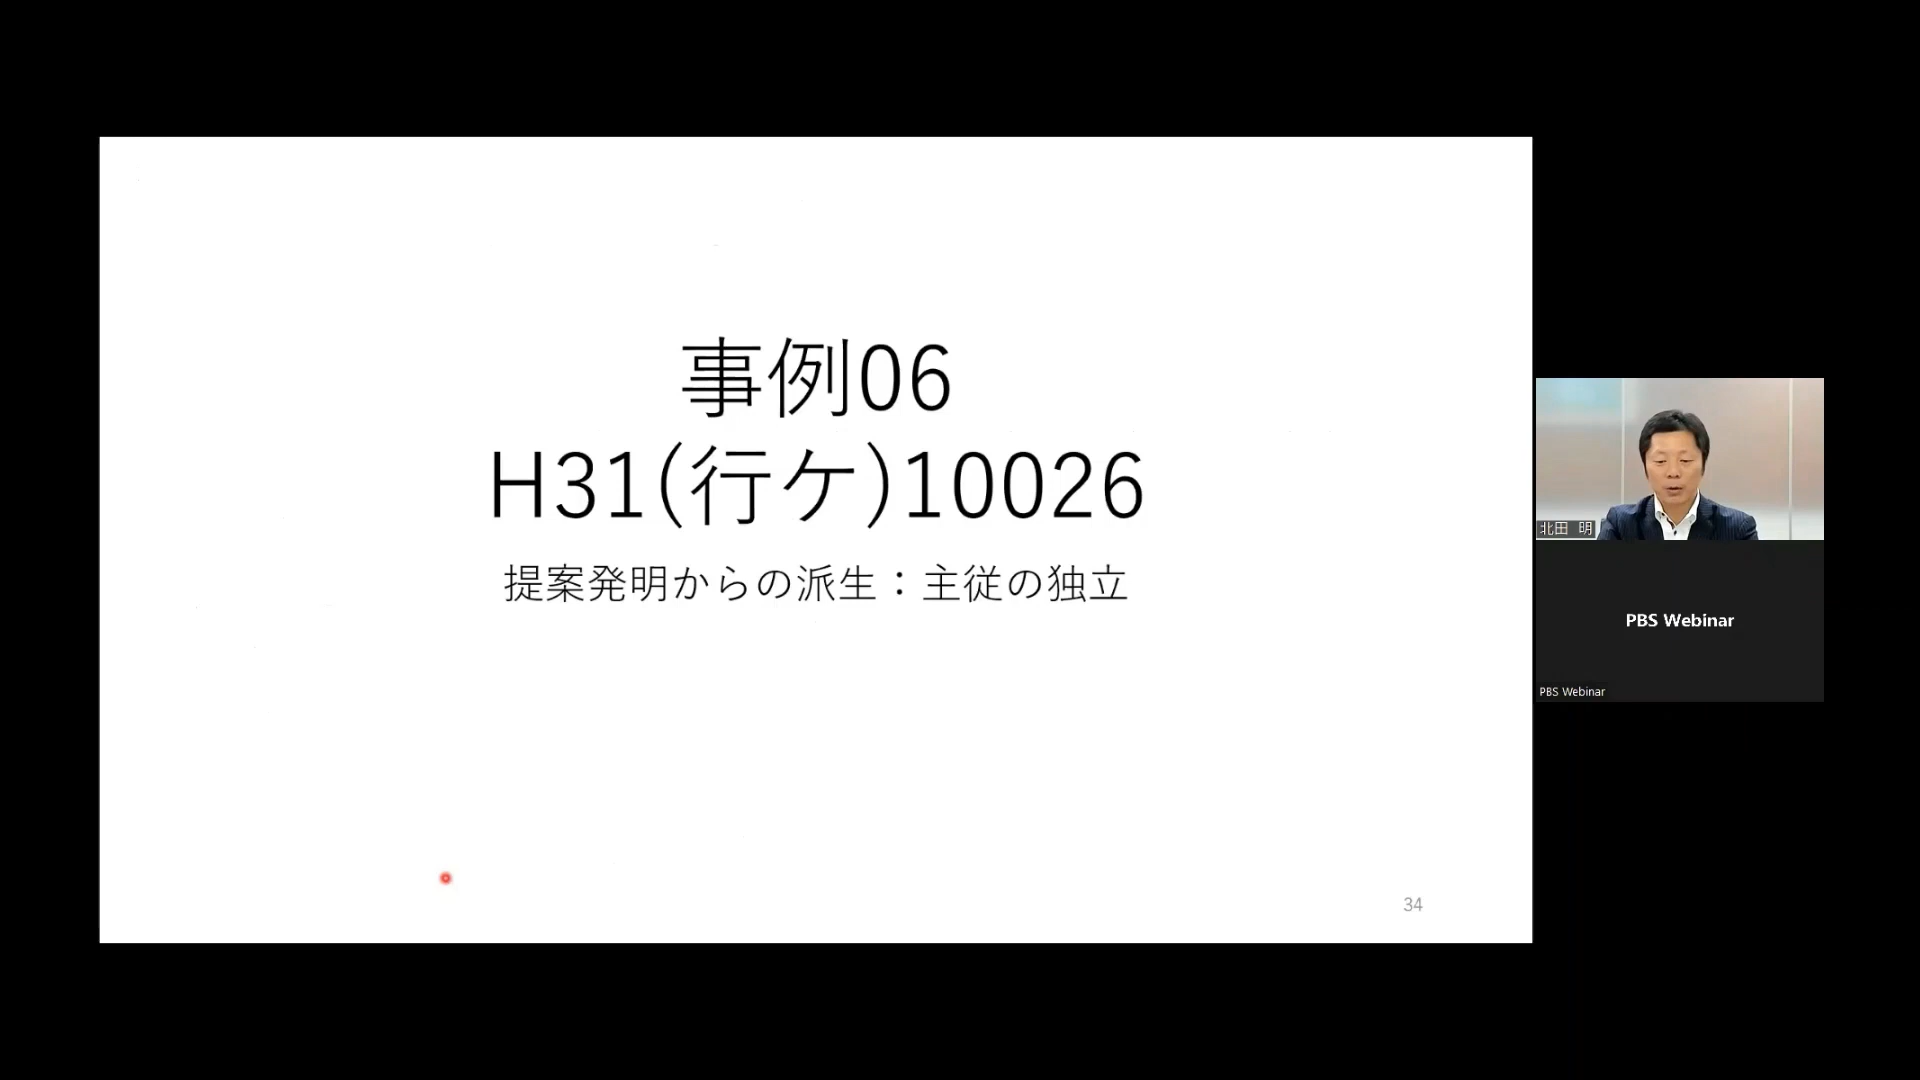 事例06
H31(行ケ)10026
提案発明からの派生：主従の独立
34
北田 明
PBS Webinar
PBS Webinar